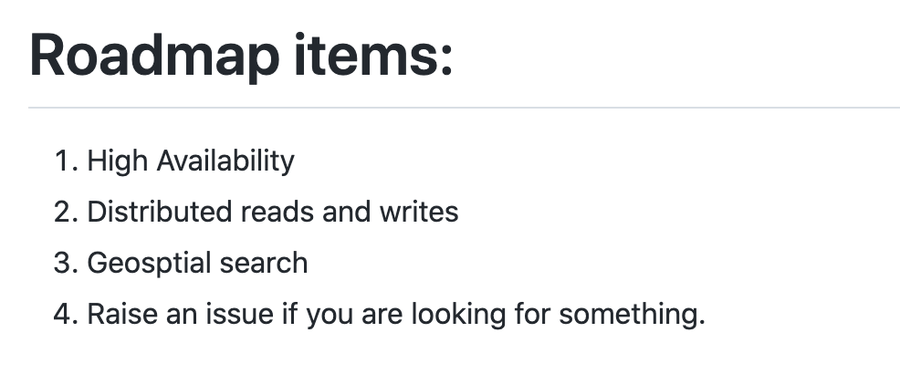 Roadmap items:
1. High Availability
2. Distributed reads and writes
3. Geosptial search
4. Raise an issue if you are looking for something.